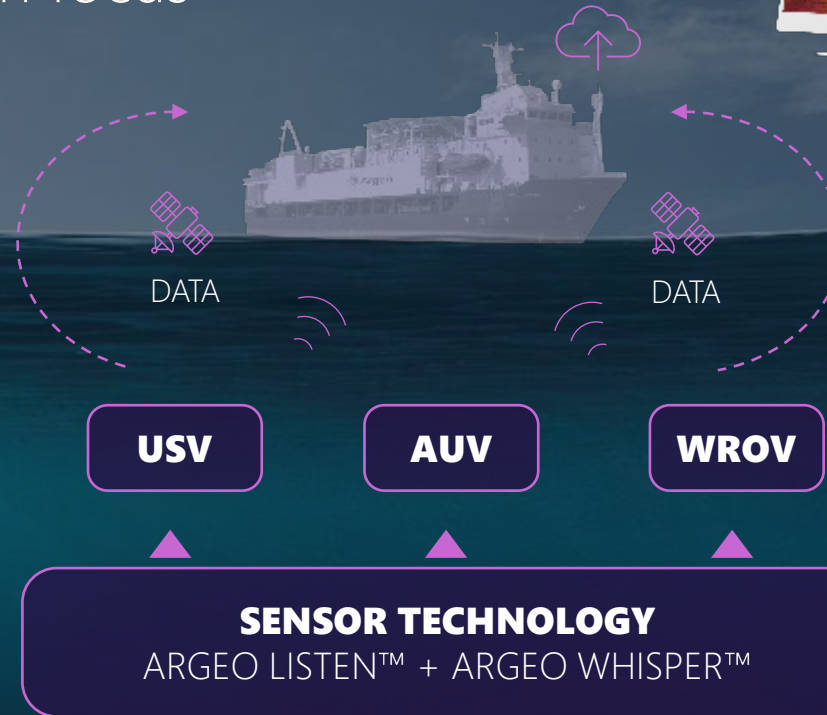 DATA
DATA
USV
AUV
WROV
SENSOR TECHNOLOGY
ARGEO LISTEN™ + ARGEO WHISPER™